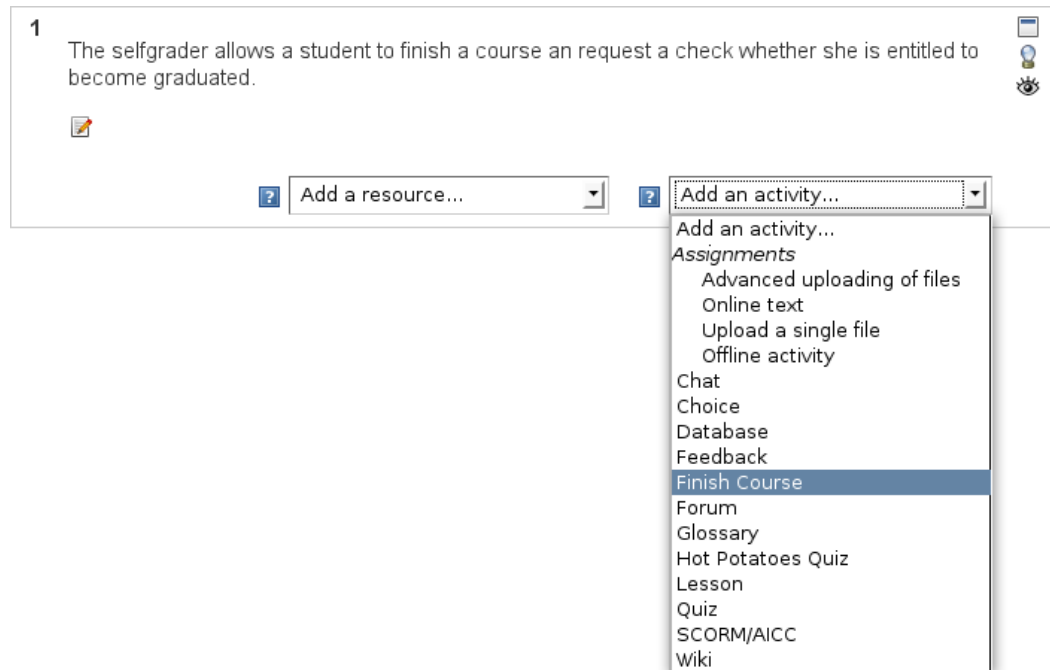 1
The selfgrader allows a student to finish a course an request a check whether she is entitled to
become graduated.
? Add a resource... ? Add an activity...
Add an activity...
Assignments
Advanced uploading of files
Online text
Upload a single file
Offline activity
Chat
Choice
Database
Feedback
Finish Course
Forum
Glossary
Hot Potatoes Quiz
Lesson
Quiz
SCORM/AICC
Wiki